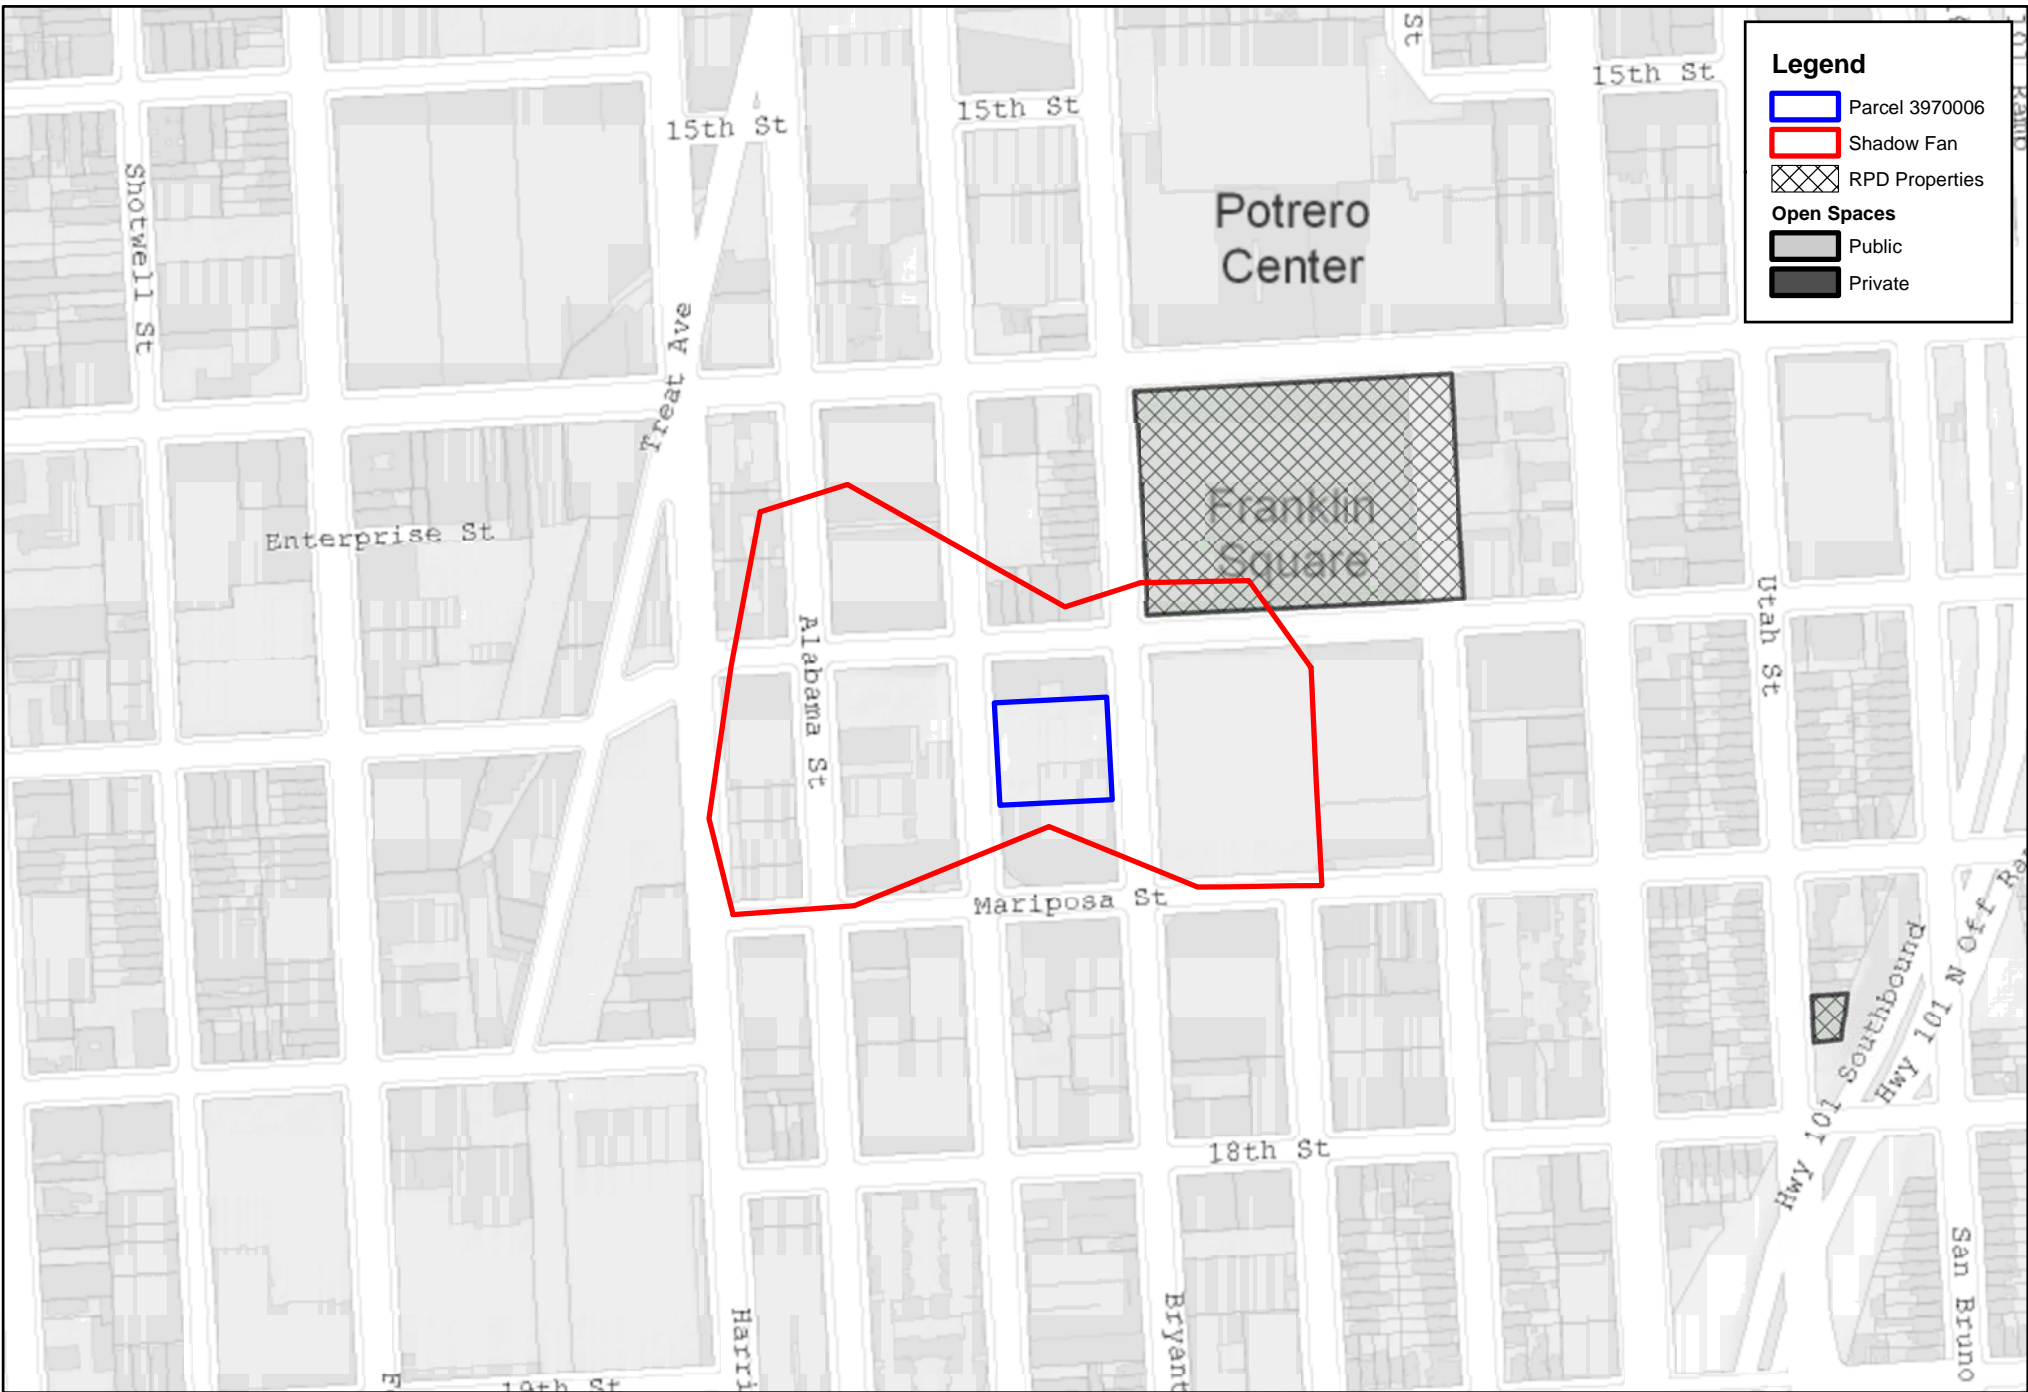 Legend
Parcel 3970006
Shadow Fan
RPD Properties
Open Spaces
Public
Private
St
15th St
15th St
15th St
Potrero
Center
Shotwell St
Treat Ave
Enterprise St
Franklin
Square
Alabama St
Utah St
Mariposa St
Hwy 101 Southbound
Hwy 101 N Off Ra
18th St
San Bruno
Harri
Bryant
19th St